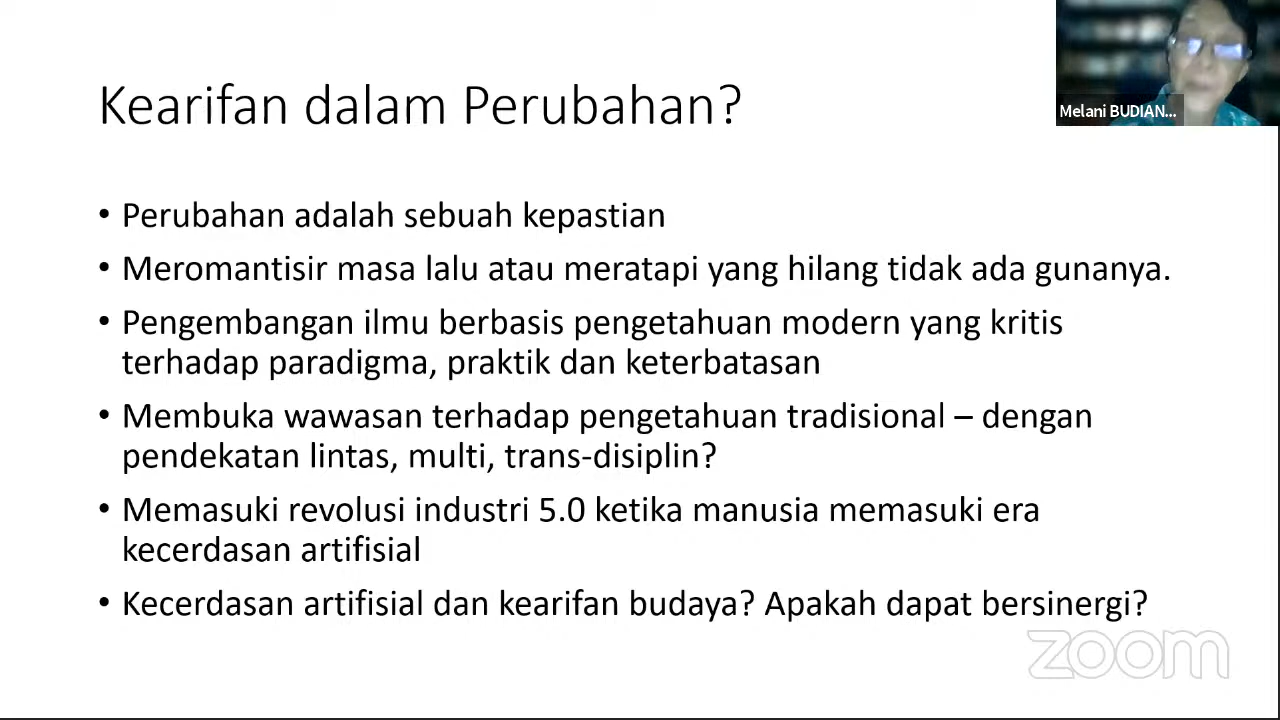 Melani BUDIAN...
Kearifan dalam Perubahan?
• Perubahan adalah sebuah kepastian
• Meromantisir masa lalu atau meratapi yang hilang tidak ada gunanya.
• Pengembangan ilmu berbasis pengetahuan modern yang kritis
terhadap paradigma, praktik dan keterbatasan
• Membuka wawasan terhadap pengetahuan tradisional – dengan
pendekatan lintas, multi, trans-disiplin?
• Memasuki revolusi industri 5.0 ketika manusia memasuki era
kecerdasan artifisial
• Kecerdasan artifisial dan kearifan budaya? Apakah dapat bersinergi?
zoom